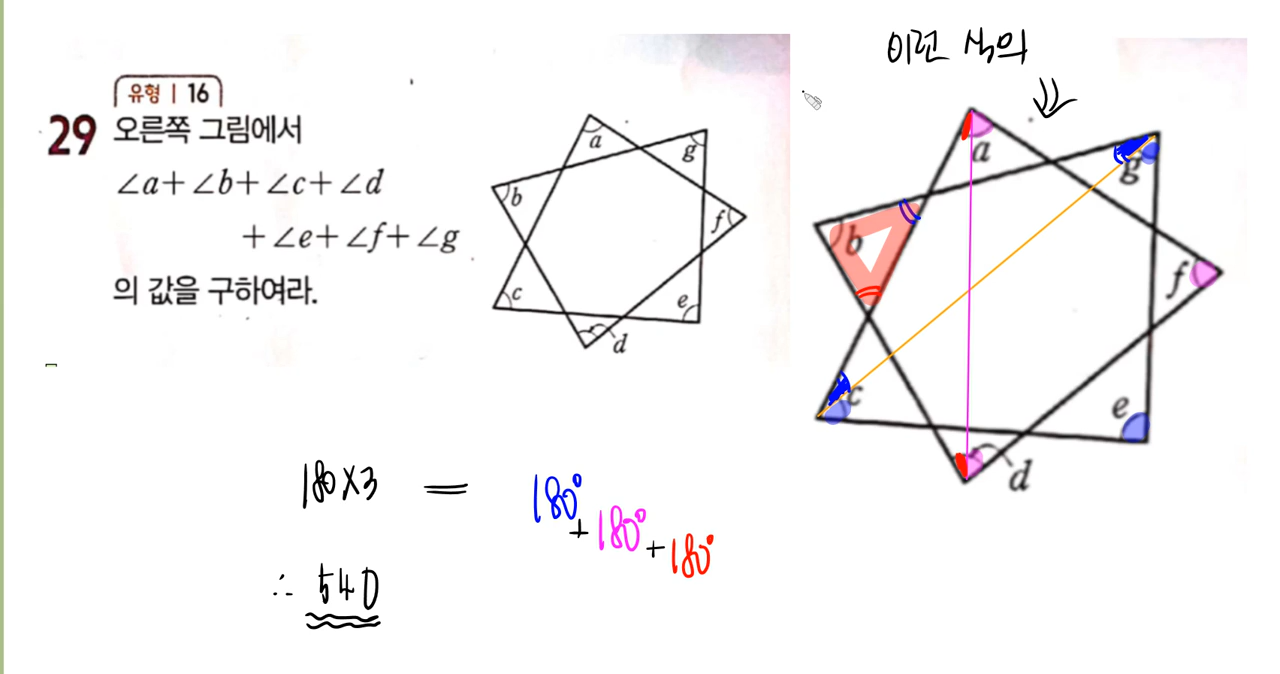 유형 | 16
29 오른쪽 그림에서
∠a+∠b+∠c+∠d
+∠e+∠f+∠g
의 값을 구하여라.
a
g
b
f
c
e
d
이런 식의
a
g
b
f
c
e
d
180×3 = 180°+180°+180°
∴ 540